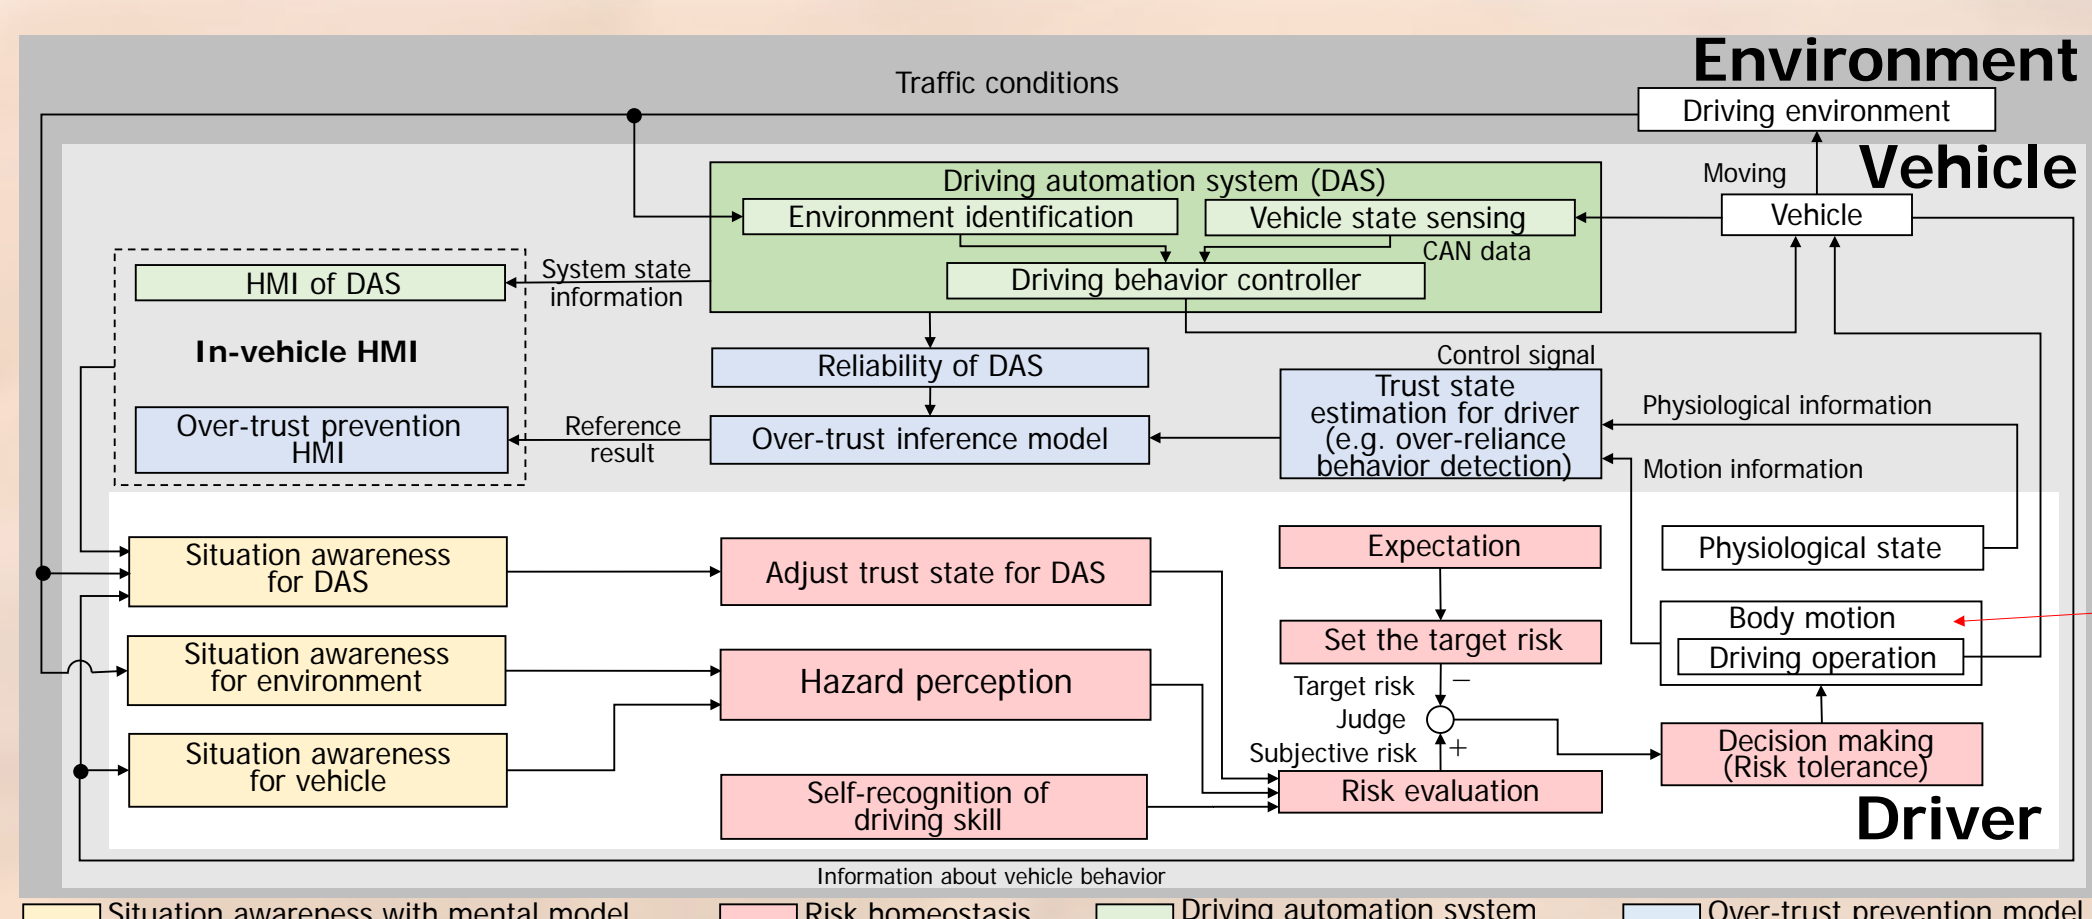 Environment
Traffic conditions
Driving environment
Vehicle
Moving
Driving automation system (DAS)
Environment identification
Vehicle state sensing
Vehicle
CAN data
Driving behavior controller
HMI of DAS
System state
information
In-vehicle HMI
Reliability of DAS
Control signal
Trust state
estimation for driver
(e.g. over-reliance
behavior detection)
Physiological information
Motion information
Over-trust prevention
HMI
Reference
result
Over-trust inference model
Situation awareness
for DAS
Adjust trust state for DAS
Expectation
Physiological state
Situation awareness
for environment
Hazard perception
Set the target risk
Body motion
Driving operation
Target risk
−
Judge
Subjective risk
+
Situation awareness
for vehicle
Self-recognition of
driving skill
Risk evaluation
Decision making
(Risk tolerance)
Driver
Information about vehicle behavior
Situation awareness with mental model
Risk homeostasis
Driving automation system
Over-trust prevention model